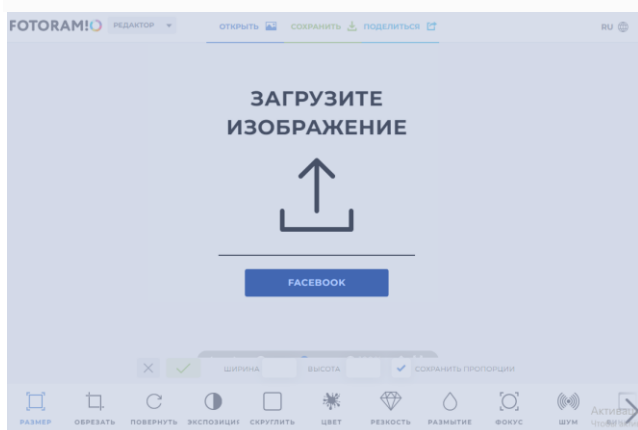 FOTORAM!O РЕДАКТОР ОТКРЫТЬ СОХРАНИТЬ ПОДЕЛИТЬСЯ RU
ЗАГРУЗИТЕ
ИЗОБРАЖЕНИЕ
FACEBOOK
ШИРИНА ВЫСОТА СОХРАНИТЬ ПРОПОРЦИИ
РАЗМЕР ОБРЕЗАТЬ ПОВЕРНУТЬ ЭКСПОЗИЦИ СКРУГЛИТЬ ЦВЕТ РЕЗКОСТЬ РАЗМЫТИЕ ФОКУС ШУМ